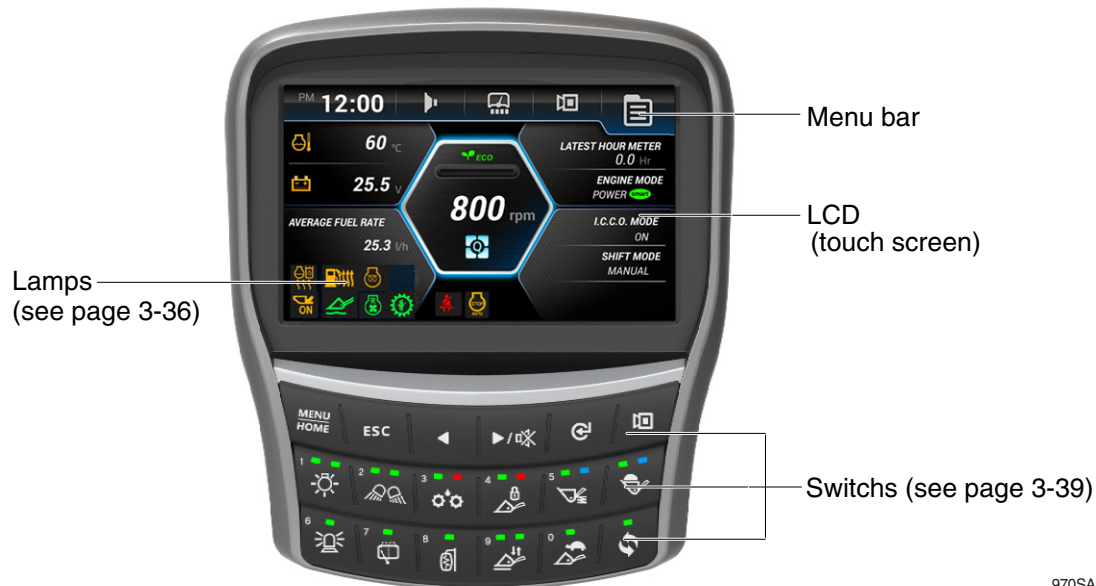 PM 12:00
60 °C
25.5 V
AVERAGE FUEL RATE
25.3 l/h
ECO
800 rpm
LATEST HOUR METER
0.0 Hr
ENGINE MODE
POWER smart
I.C.C.O. MODE
ON
SHIFT MODE
MANUAL
ON
R
STOP
AUTO
Menu bar
LCD
(touch screen)
Lamps
(see page 3-36)
MENU
HOME
ESC
1
2
3
4
5
6
7
8
9
0
Switchs (see page 3-39)
970SA